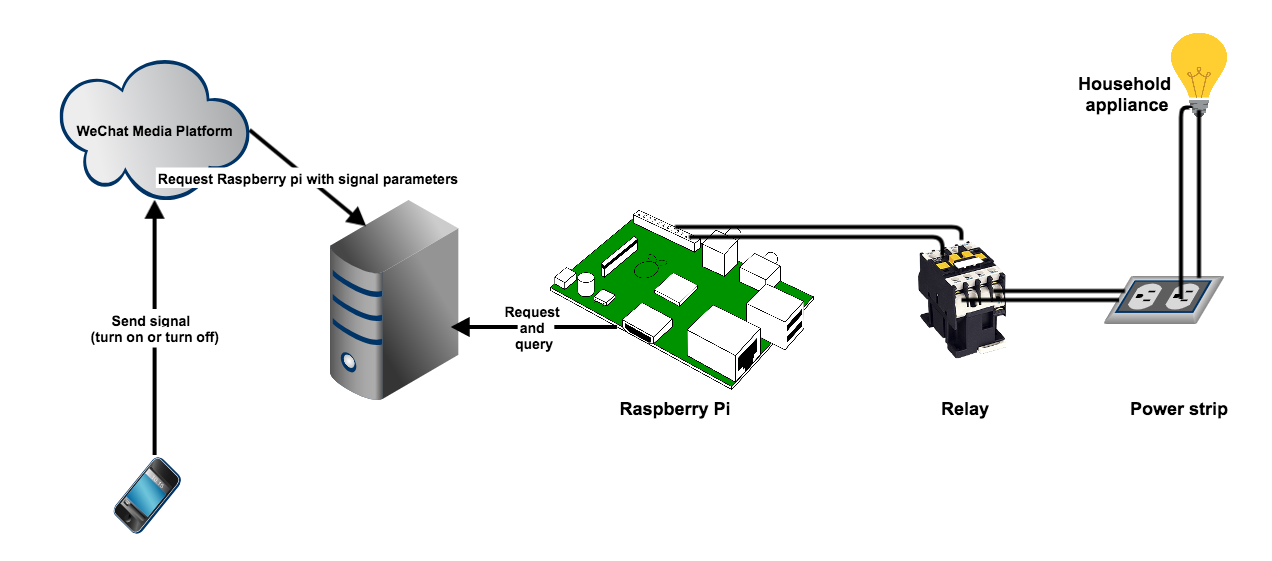 Household
appliance
WeChat Media Platform
Request Raspberry pi with signal parameters
Request
and
query
Send signal
(turn on or turn off)
Raspberry Pi
Relay
Power strip